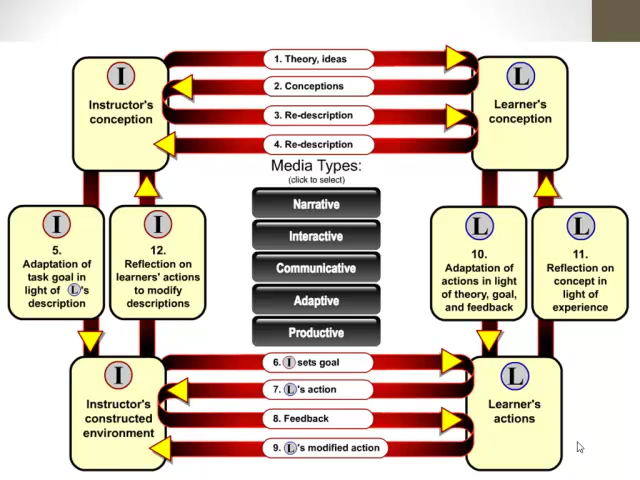 I
Instructor's
conception
1. Theory, ideas
2. Conceptions
3. Re-description
4. Re-description
L
Learner's
conception
Media Types:
(click to select)
Narrative
Interactive
Communicative
Adaptive
Productive
I
5.
Adaptation of
task goal in
light of L's
description
I
12.
Reflection on
learners' actions
to modify
descriptions
L
10.
Adaptation of
actions in light
of theory, goal,
and feedback
L
11.
Reflection on
concept in
light of
experience
I
Instructor's
constructed
environment
6. I sets goal
7. L's action
8. Feedback
9. L's modified action
L
Learner's
actions